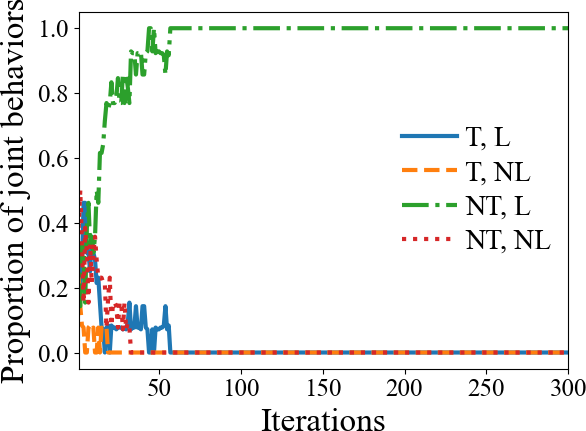 Proportion of joint behaviors
1.0
0.8
0.6
0.4
0.2
0.0
T, L
T, NL
NT, L
NT, NL
50 100 150 200 250 300
Iterations